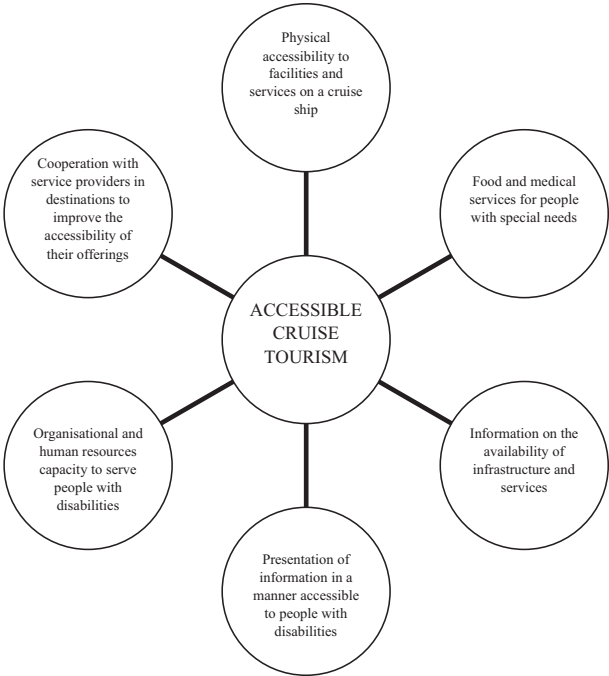 Physical
accessibility to
facilities and
services on a cruise
ship
Cooperation with
service providers in
destinations to
improve the
accessibility of
their offerings
Food and medical
services for people
with special needs
ACCESSIBLE
CRUISE
TOURISM
Organisational and
human resources
capacity to serve
people with
disabilities
Information on the
availability of
infrastructure and
services
Presentation of
information in a
manner accessible
to people with
disabilities